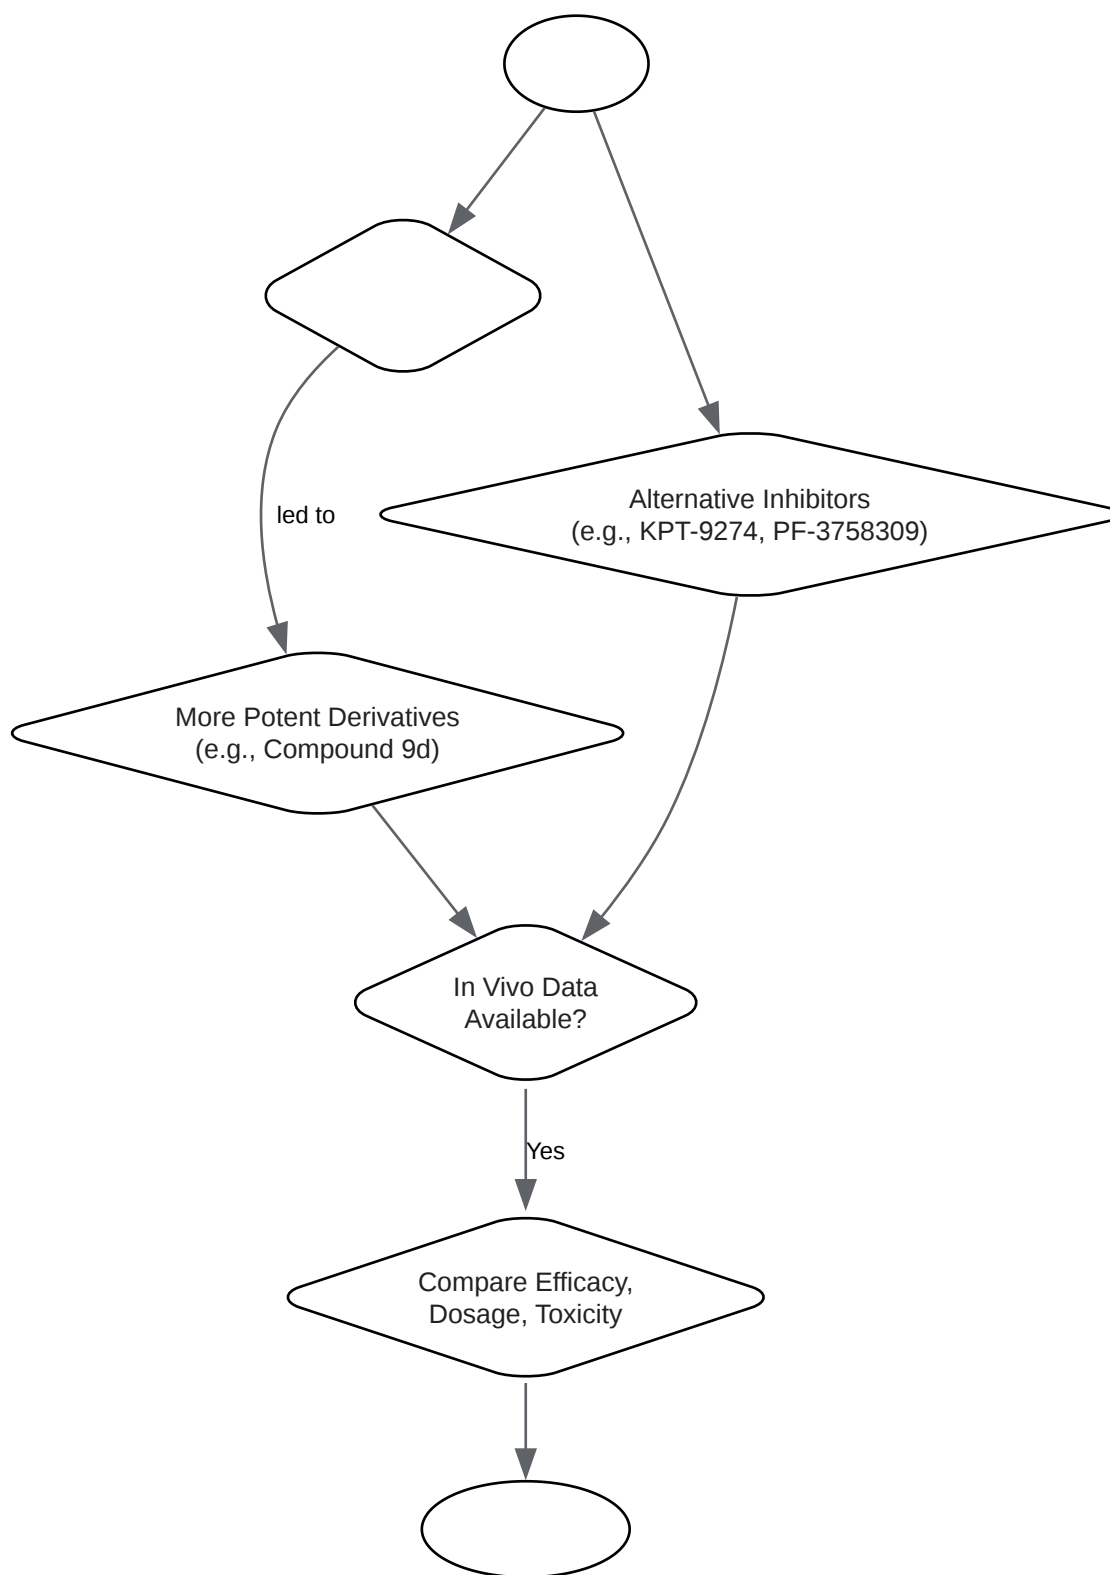 Alternative Inhibitors
(e.g., KPT-9274, PF-3758309)
led to
More Potent Derivatives
(e.g., Compound 9d)
In Vivo Data
Available?
Yes
Compare Efficacy,
Dosage, Toxicity